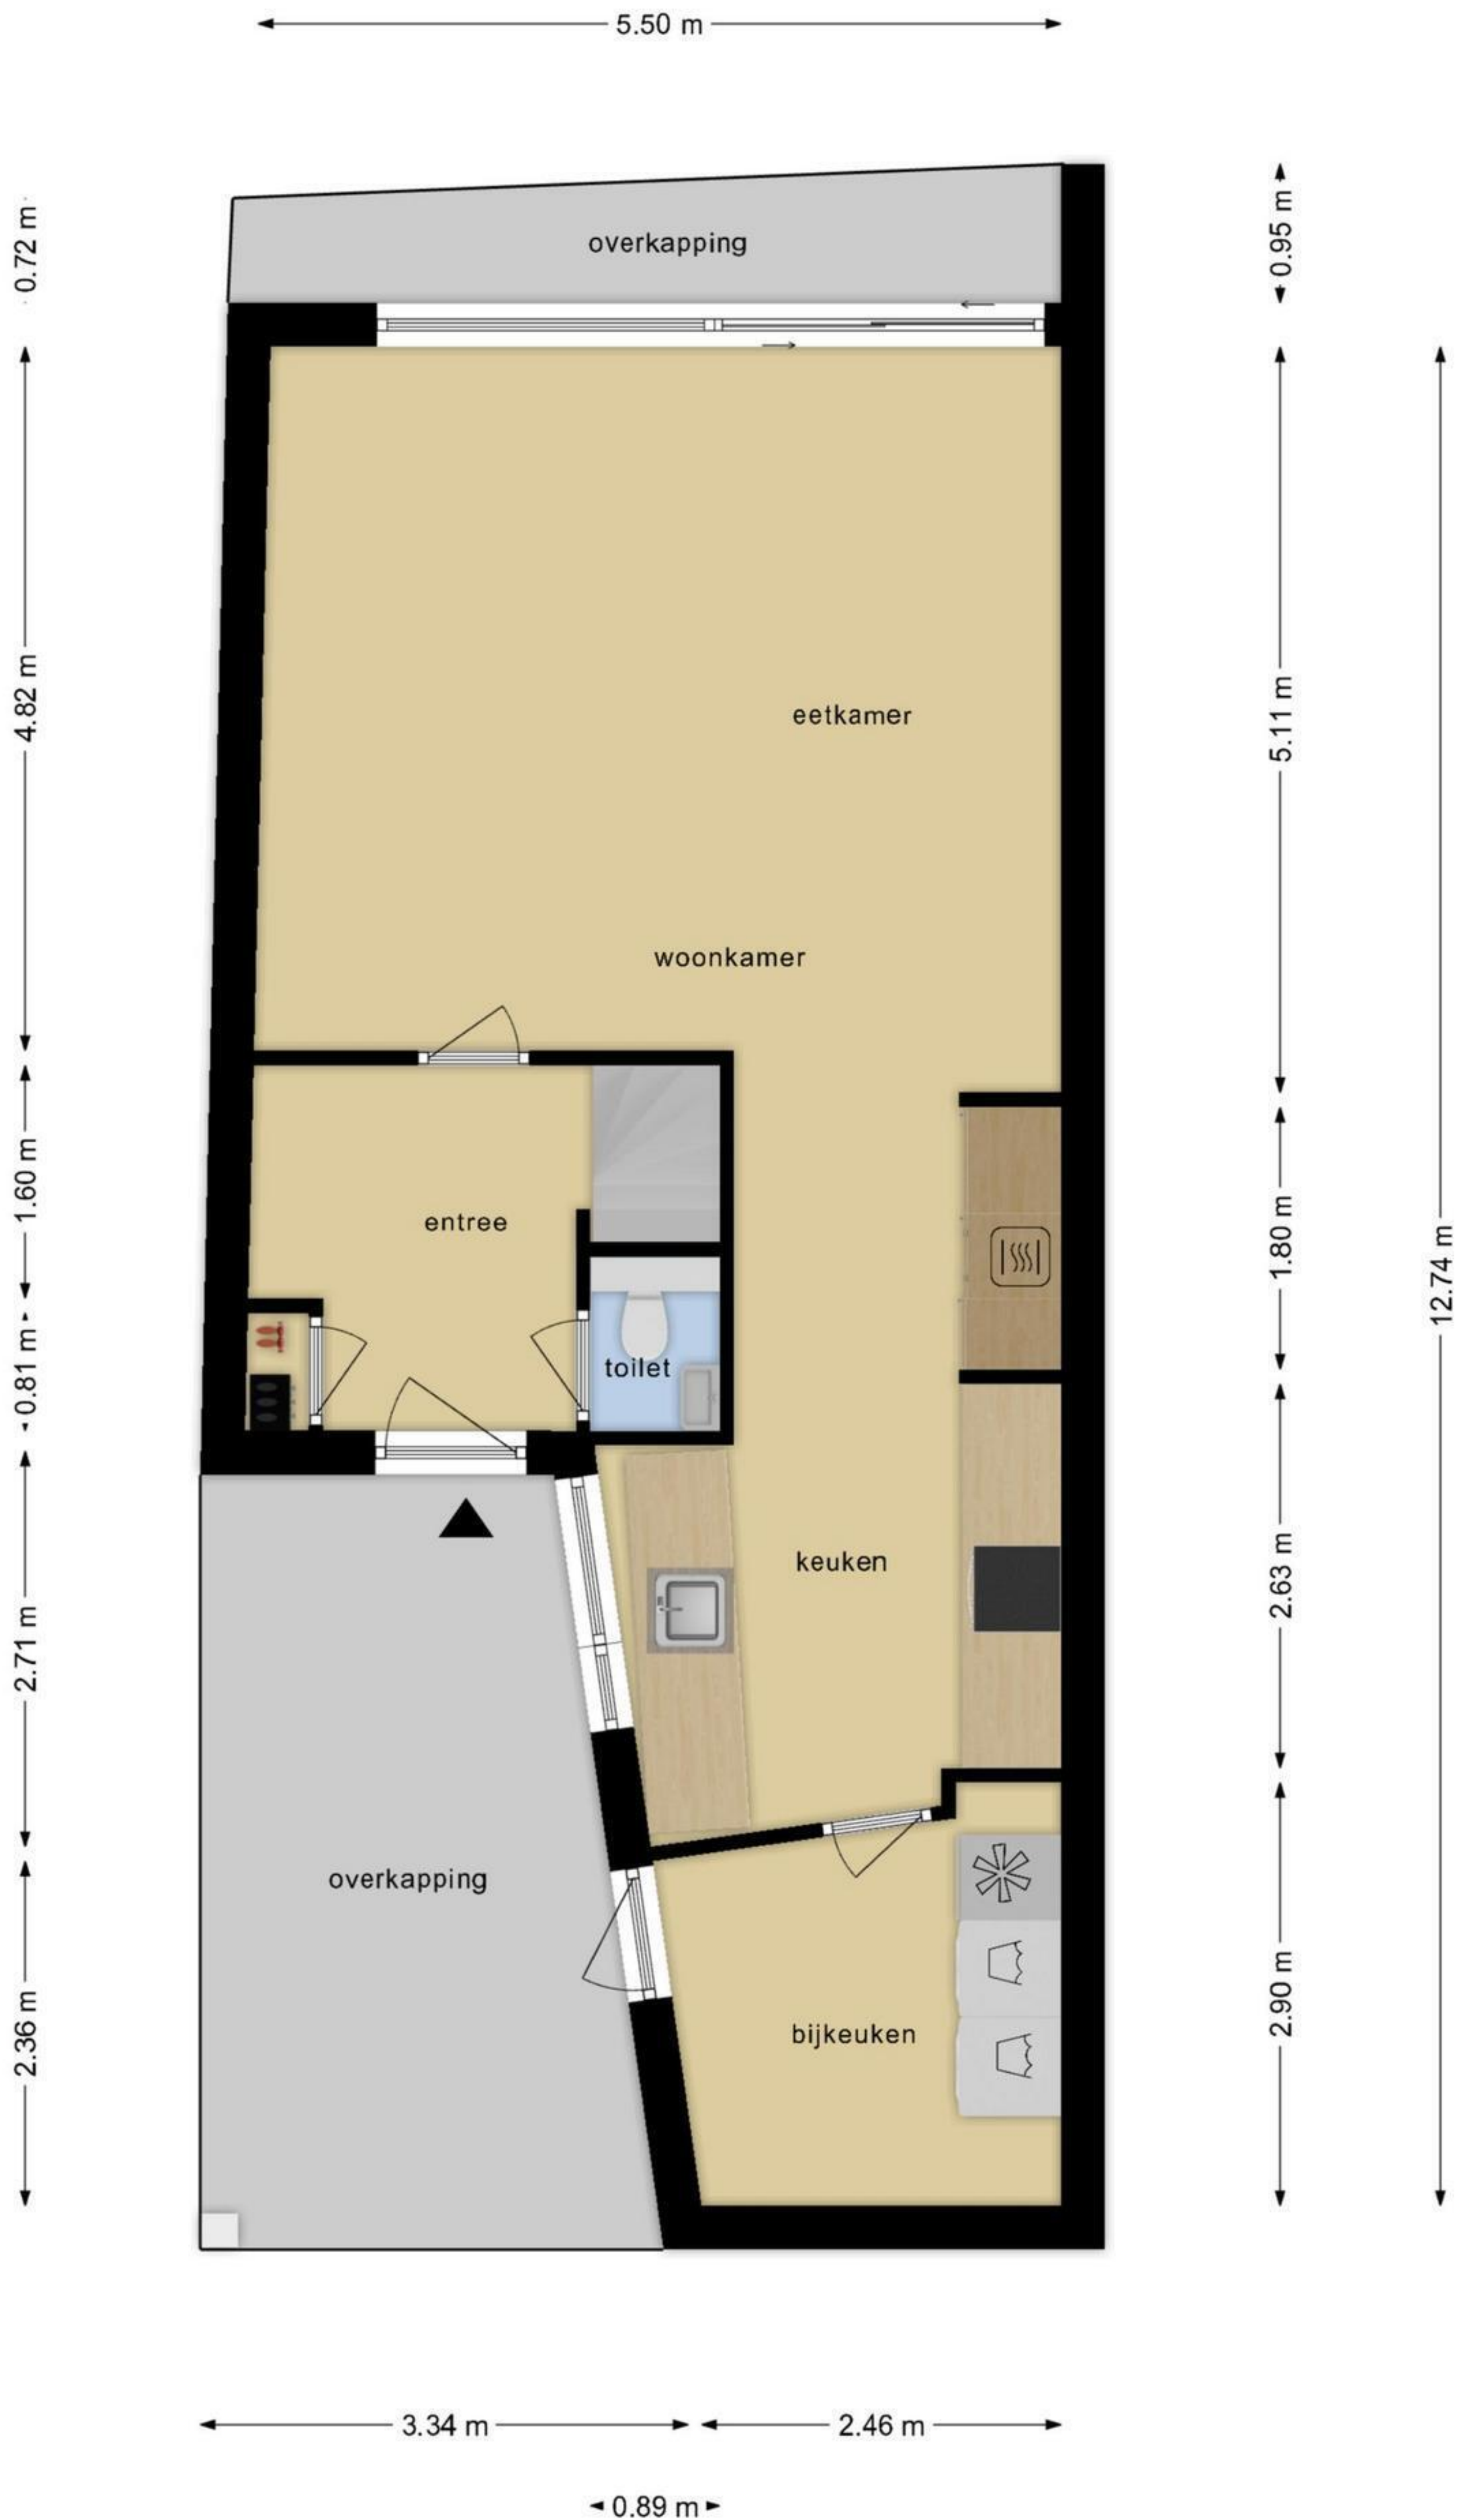 5.50 m
0.72 m
0.95 m
overkapping
4.82 m
eetkamer
5.11 m
woonkamer
1.60 m
entree
1.80 m
12.74 m
0.81 m
toilet
2.71 m
keuken
2.63 m
overkapping
2.36 m
bijkeuken
2.90 m
3.34 m
2.46 m
0.89 m